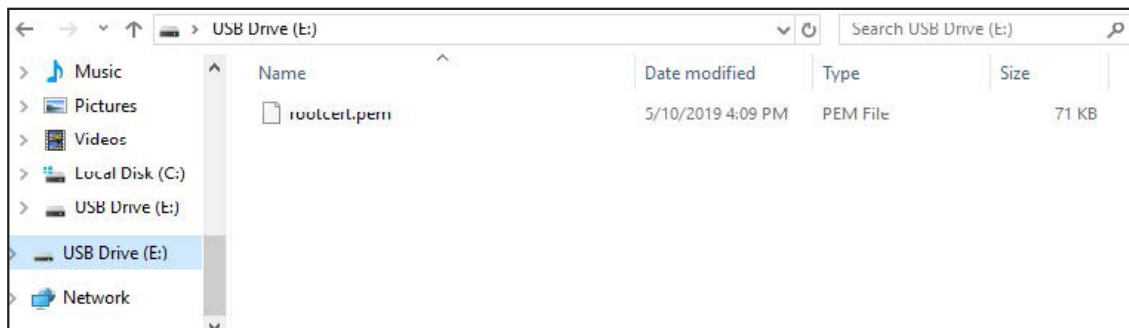 USB Drive (E:)
Search USB Drive (E:)
Music
Pictures
Videos
Local Disk (C:)
USB Drive (E:)
USB Drive (E:)
Network
Name Date modified Type Size
rootcert.pem 5/10/2019 4:09 PM PEM File 71 KB